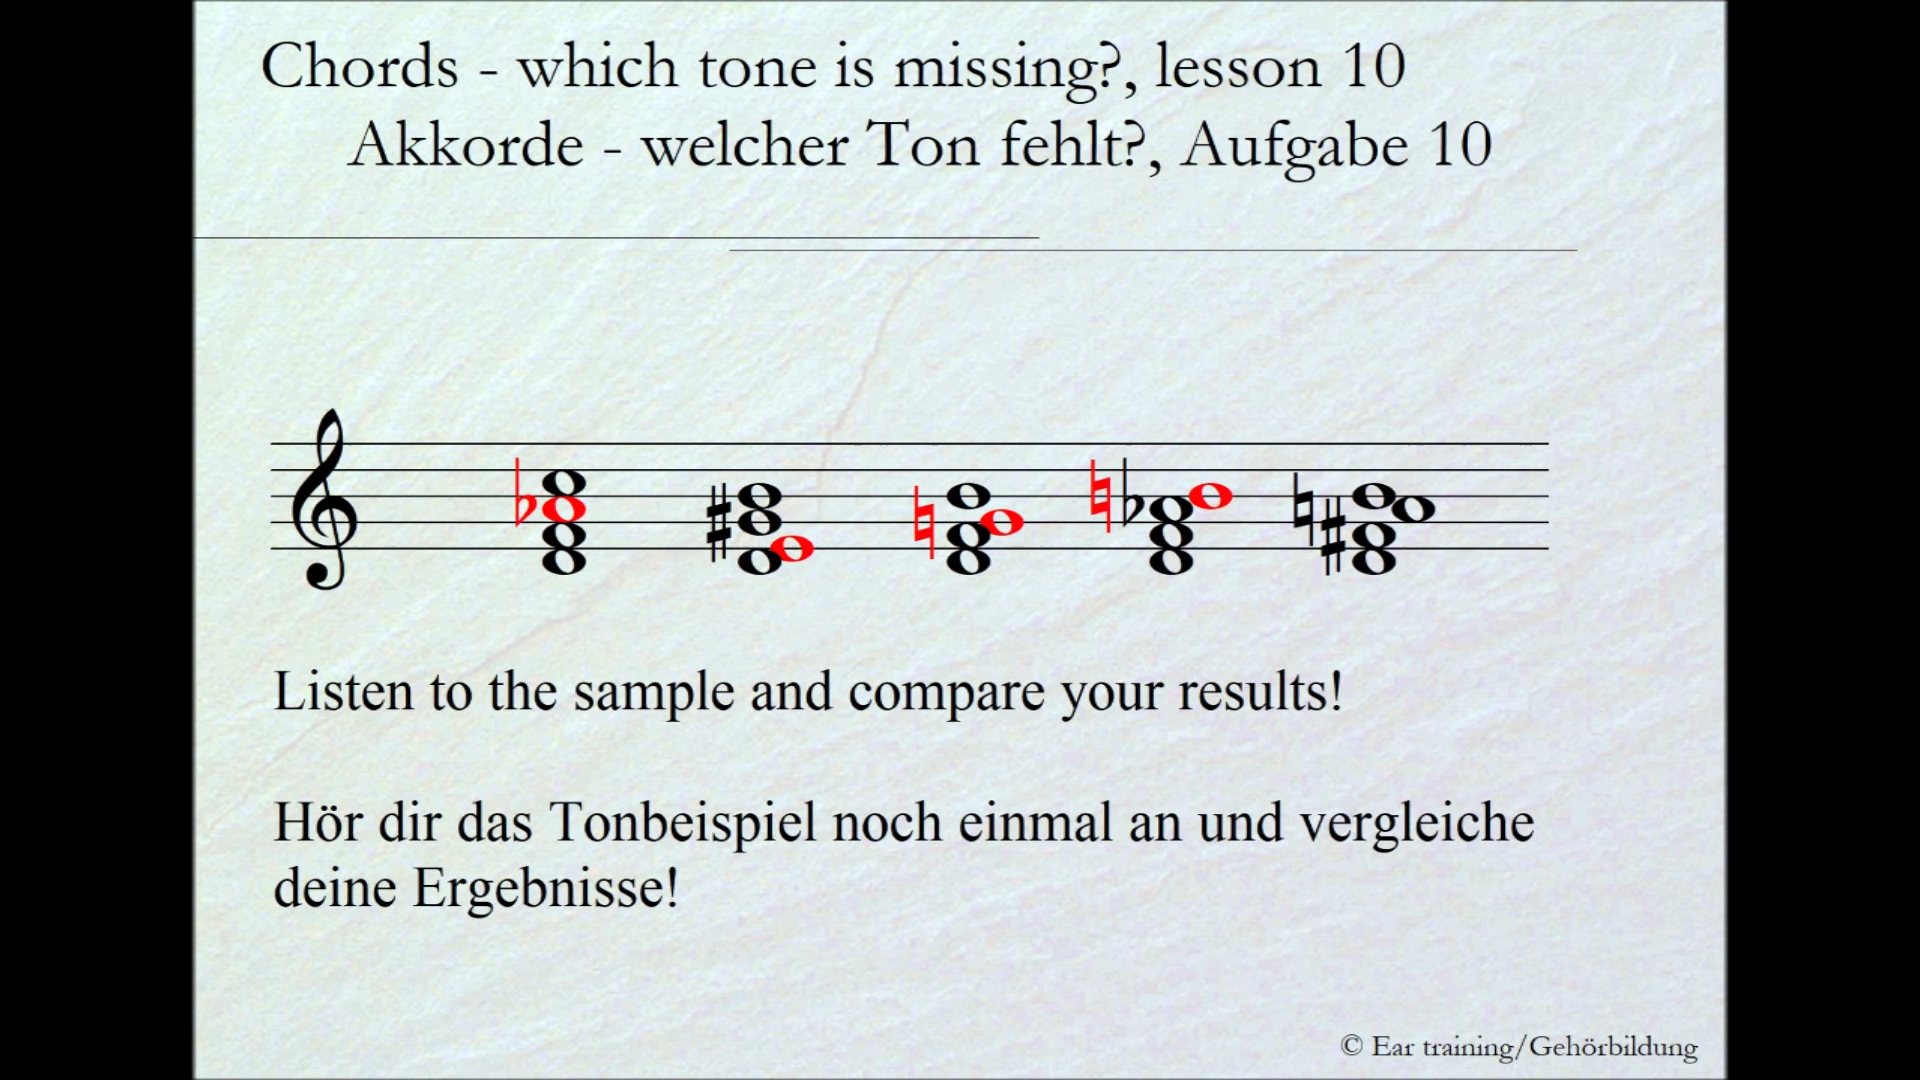 Chords - which tone is missing?, lesson 10
Akkorde - welcher Ton fehlt?, Aufgabe 10
Listen to the sample and compare your results!
Hör dir das Tonbeispiel noch einmal an und vergleiche
deine Ergebnisse!
© Ear training/Gehörbildung